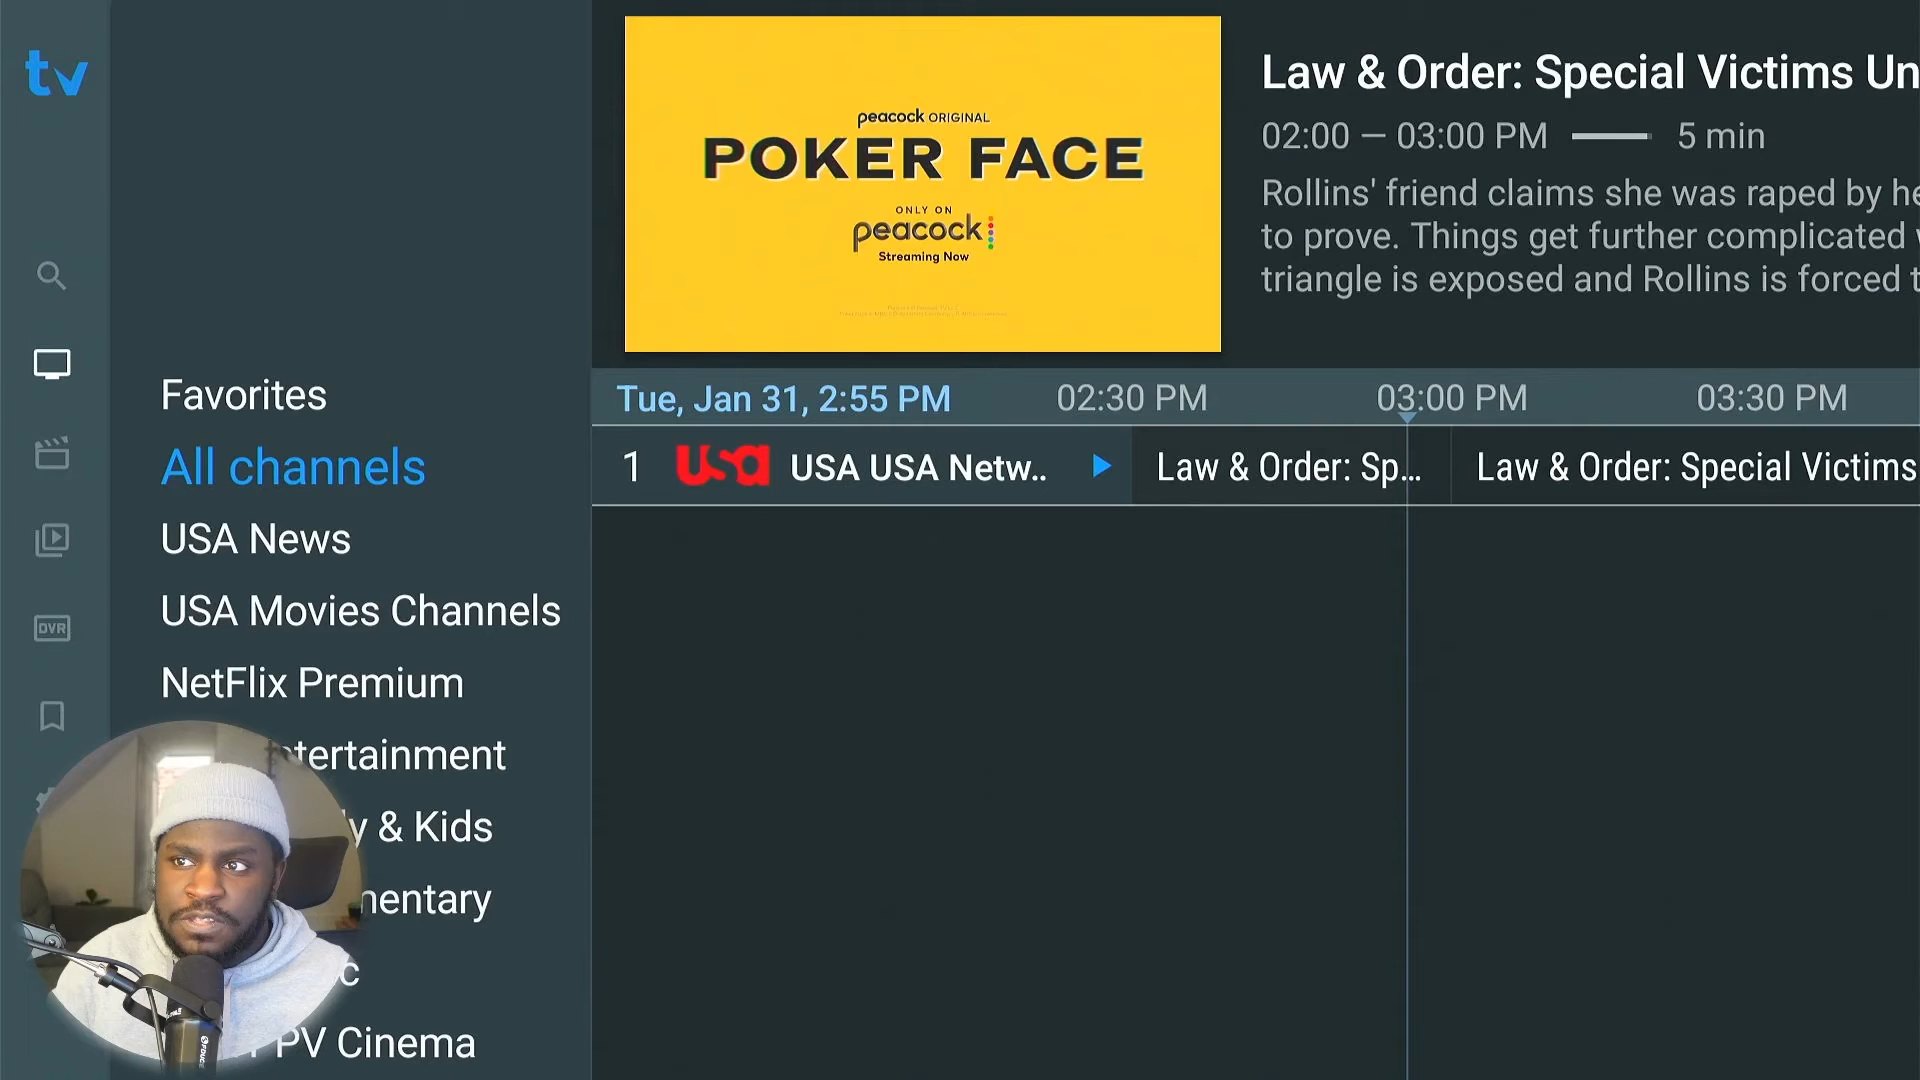 tv
peacock ORIGINAL
POKER FACE
ONLY ON
peacock
Streaming Now
Law & Order: Special Victims Un
02:00 — 03:00 PM 5 min
Rollins' friend claims she was raped by he
to prove. Things get further complicated
triangle is exposed and Rollins is forced t
Tue, Jan 31, 2:55 PM 02:30 PM 03:00 PM 03:30 PM
1 usa USA USA Netw.. Law & Order: Sp... Law & Order: Special Victims
Favorites
All channels
USA News
USA Movies Channels
NetFlix Premium
DVR
tertainment
y & Kids
mentary
c
PV Cinema